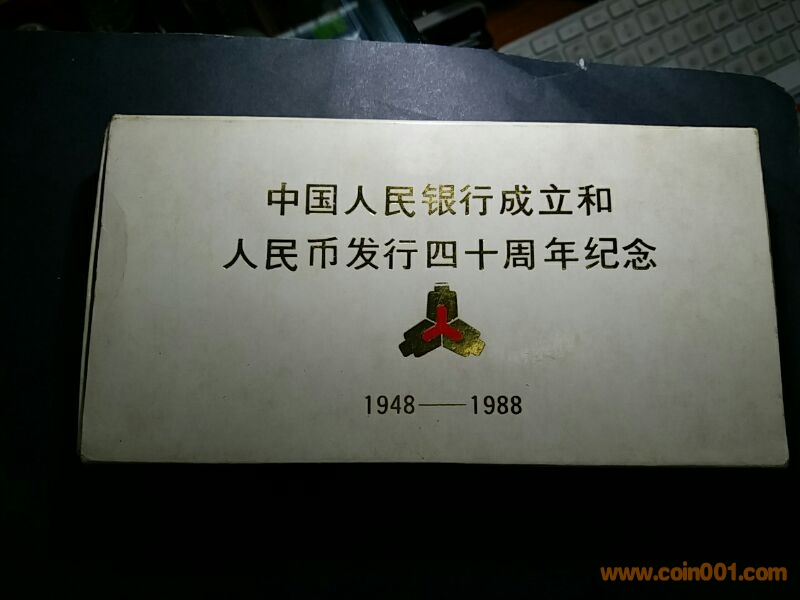 中国人民银行成立和
人民币发行四十周年纪念
1948——1988
www.coin001.com